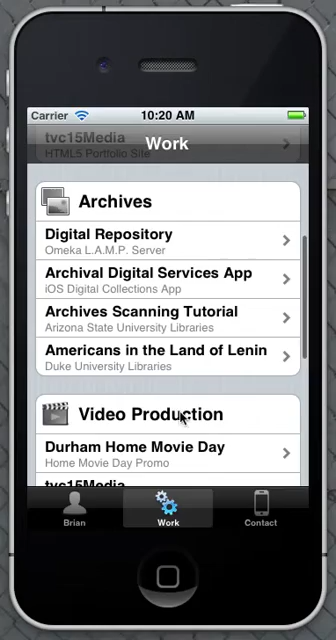 Carrier 10:20 AM
tvc15Media
HTML5 Portfolio Site
Work
Archives
Digital Repository
Omeka L.A.M.P. Server
Archival Digital Services App
iOS Digital Collections App
Archives Scanning Tutorial
Arizona State University Libraries
Americans in the Land of Lenin
Duke University Libraries
Video Production
Durham Home Movie Day
Home Movie Day Promo
tvc15Media
Brian Work Contact